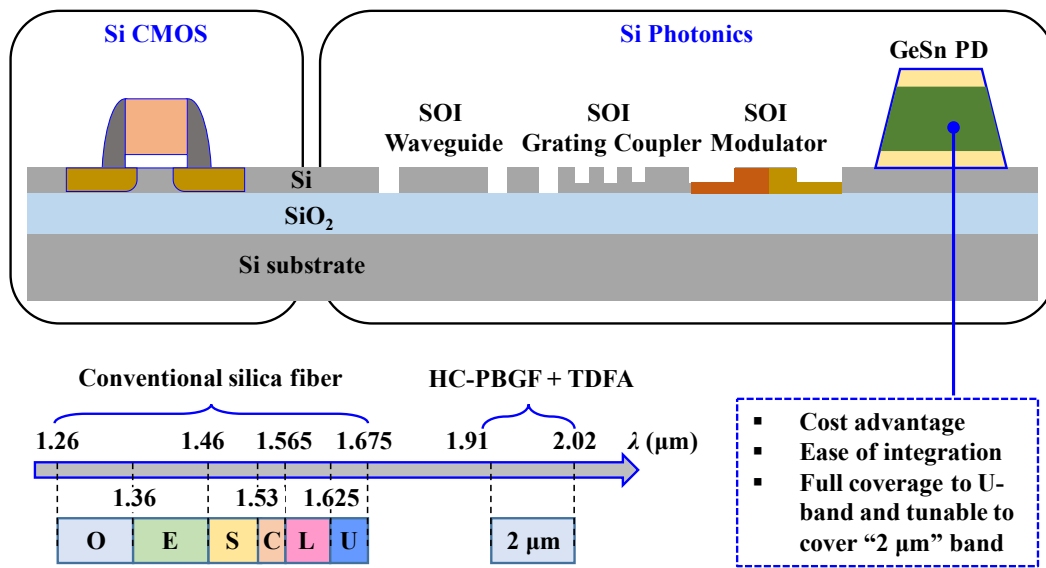 Si CMOS
Si Photonics
GeSn PD
SOI
Waveguide
SOI
Grating Coupler
SOI
Modulator
Si
SiO₂
Si substrate
Conventional silica fiber
HC-PBGF + TDFA
1.26 1.46 1.565 1.675 1.91 2.02 λ (μm)
1.36 1.53 1.625
O E S C L U 2 μm
▪ Cost advantage
▪ Ease of integration
▪ Full coverage to U-
band and tunable to
cover “2 μm” band